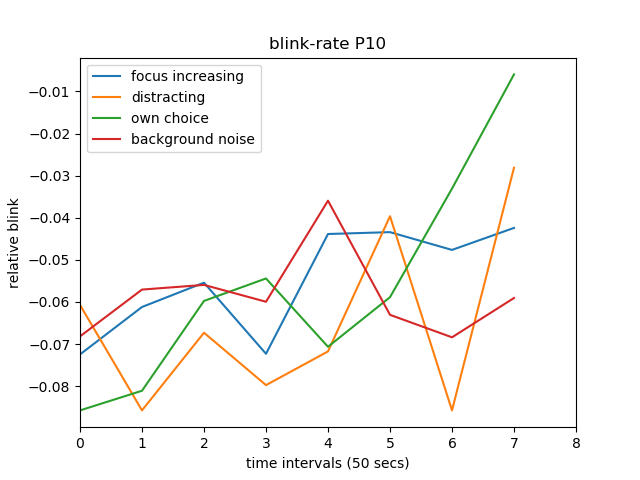 blink-rate P10
focus increasing
distracting
own choice
background noise
−0.01
−0.02
−0.03
−0.04
−0.05
−0.06
−0.07
−0.08
relative blink
0 1 2 3 4 5 6 7 8
time intervals (50 secs)